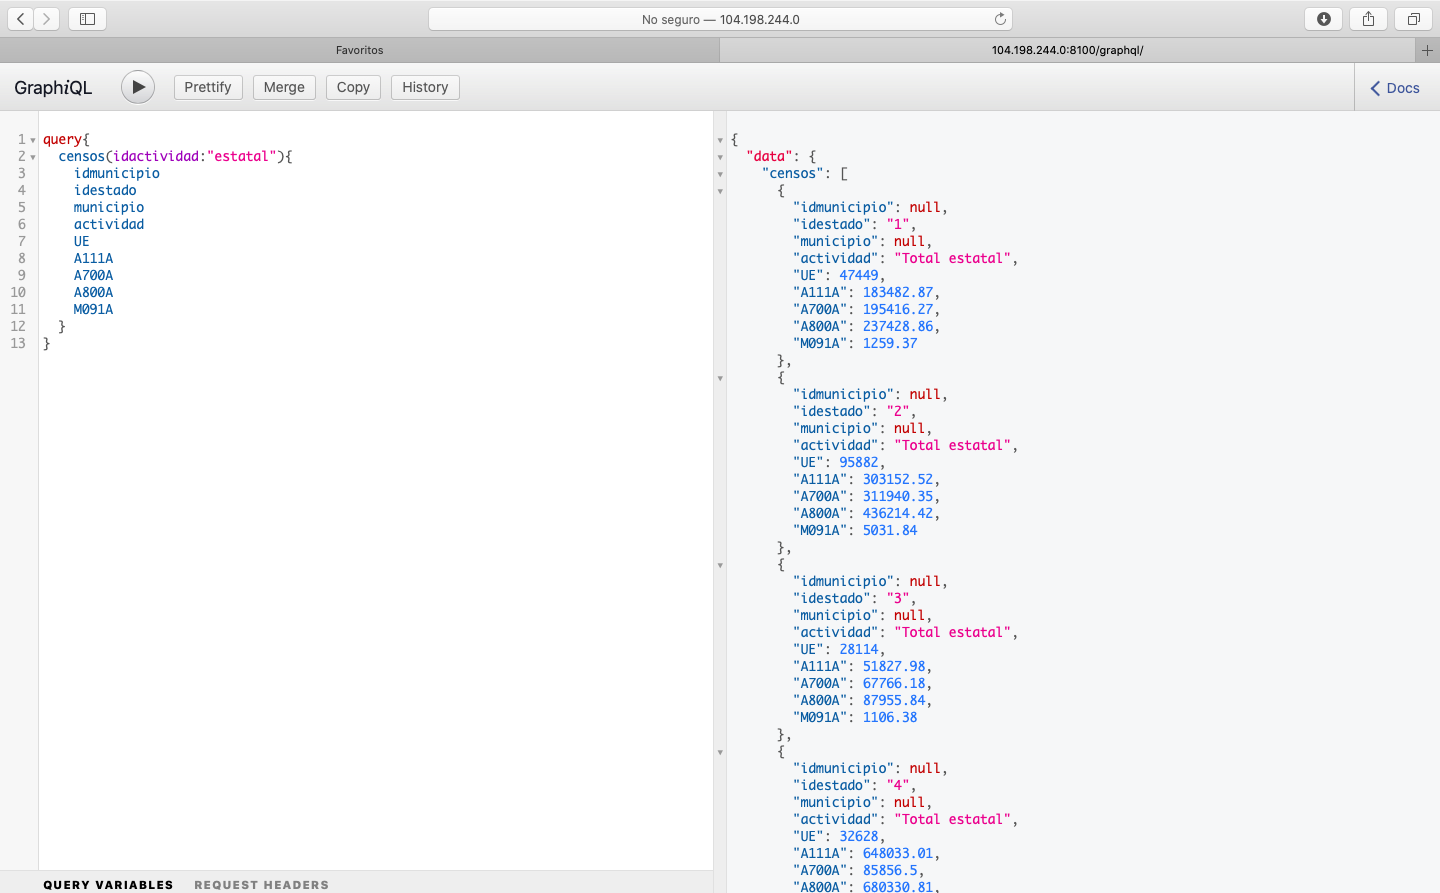 No seguro — 104.198.244.0
Favoritos
104.198.244.0:8100/graphql/
GraphiQL
Prettify
Merge
Copy
History
Docs
1 query{
2 censos(idactividad:"estatal"){
3 idmunicipio
4 idestado
5 municipio
6 actividad
7 UE
8 A111A
9 A700A
10 A800A
11 M091A
12 }
13 }
QUERY VARIABLES
REQUEST HEADERS
{
"data": {
"censos": [
{
"idmunicipio": null,
"idestado": "1",
"municipio": null,
"actividad": "Total estatal",
"UE": 47449,
"A111A": 183482.87,
"A700A": 195416.27,
"A800A": 237428.86,
"M091A": 1259.37
},
{
"idmunicipio": null,
"idestado": "2",
"municipio": null,
"actividad": "Total estatal",
"UE": 95882,
"A111A": 303152.52,
"A700A": 311940.35,
"A800A": 436214.42,
"M091A": 5031.84
},
{
"idmunicipio": null,
"idestado": "3",
"municipio": null,
"actividad": "Total estatal",
"UE": 28114,
"A111A": 51827.98,
"A700A": 67766.18,
"A800A": 87955.84,
"M091A": 1106.38
},
{
"idmunicipio": null,
"idestado": "4",
"municipio": null,
"actividad": "Total estatal",
"UE": 32628,
"A111A": 648033.01,
"A700A": 85856.5,
"A800A": 680330.81,